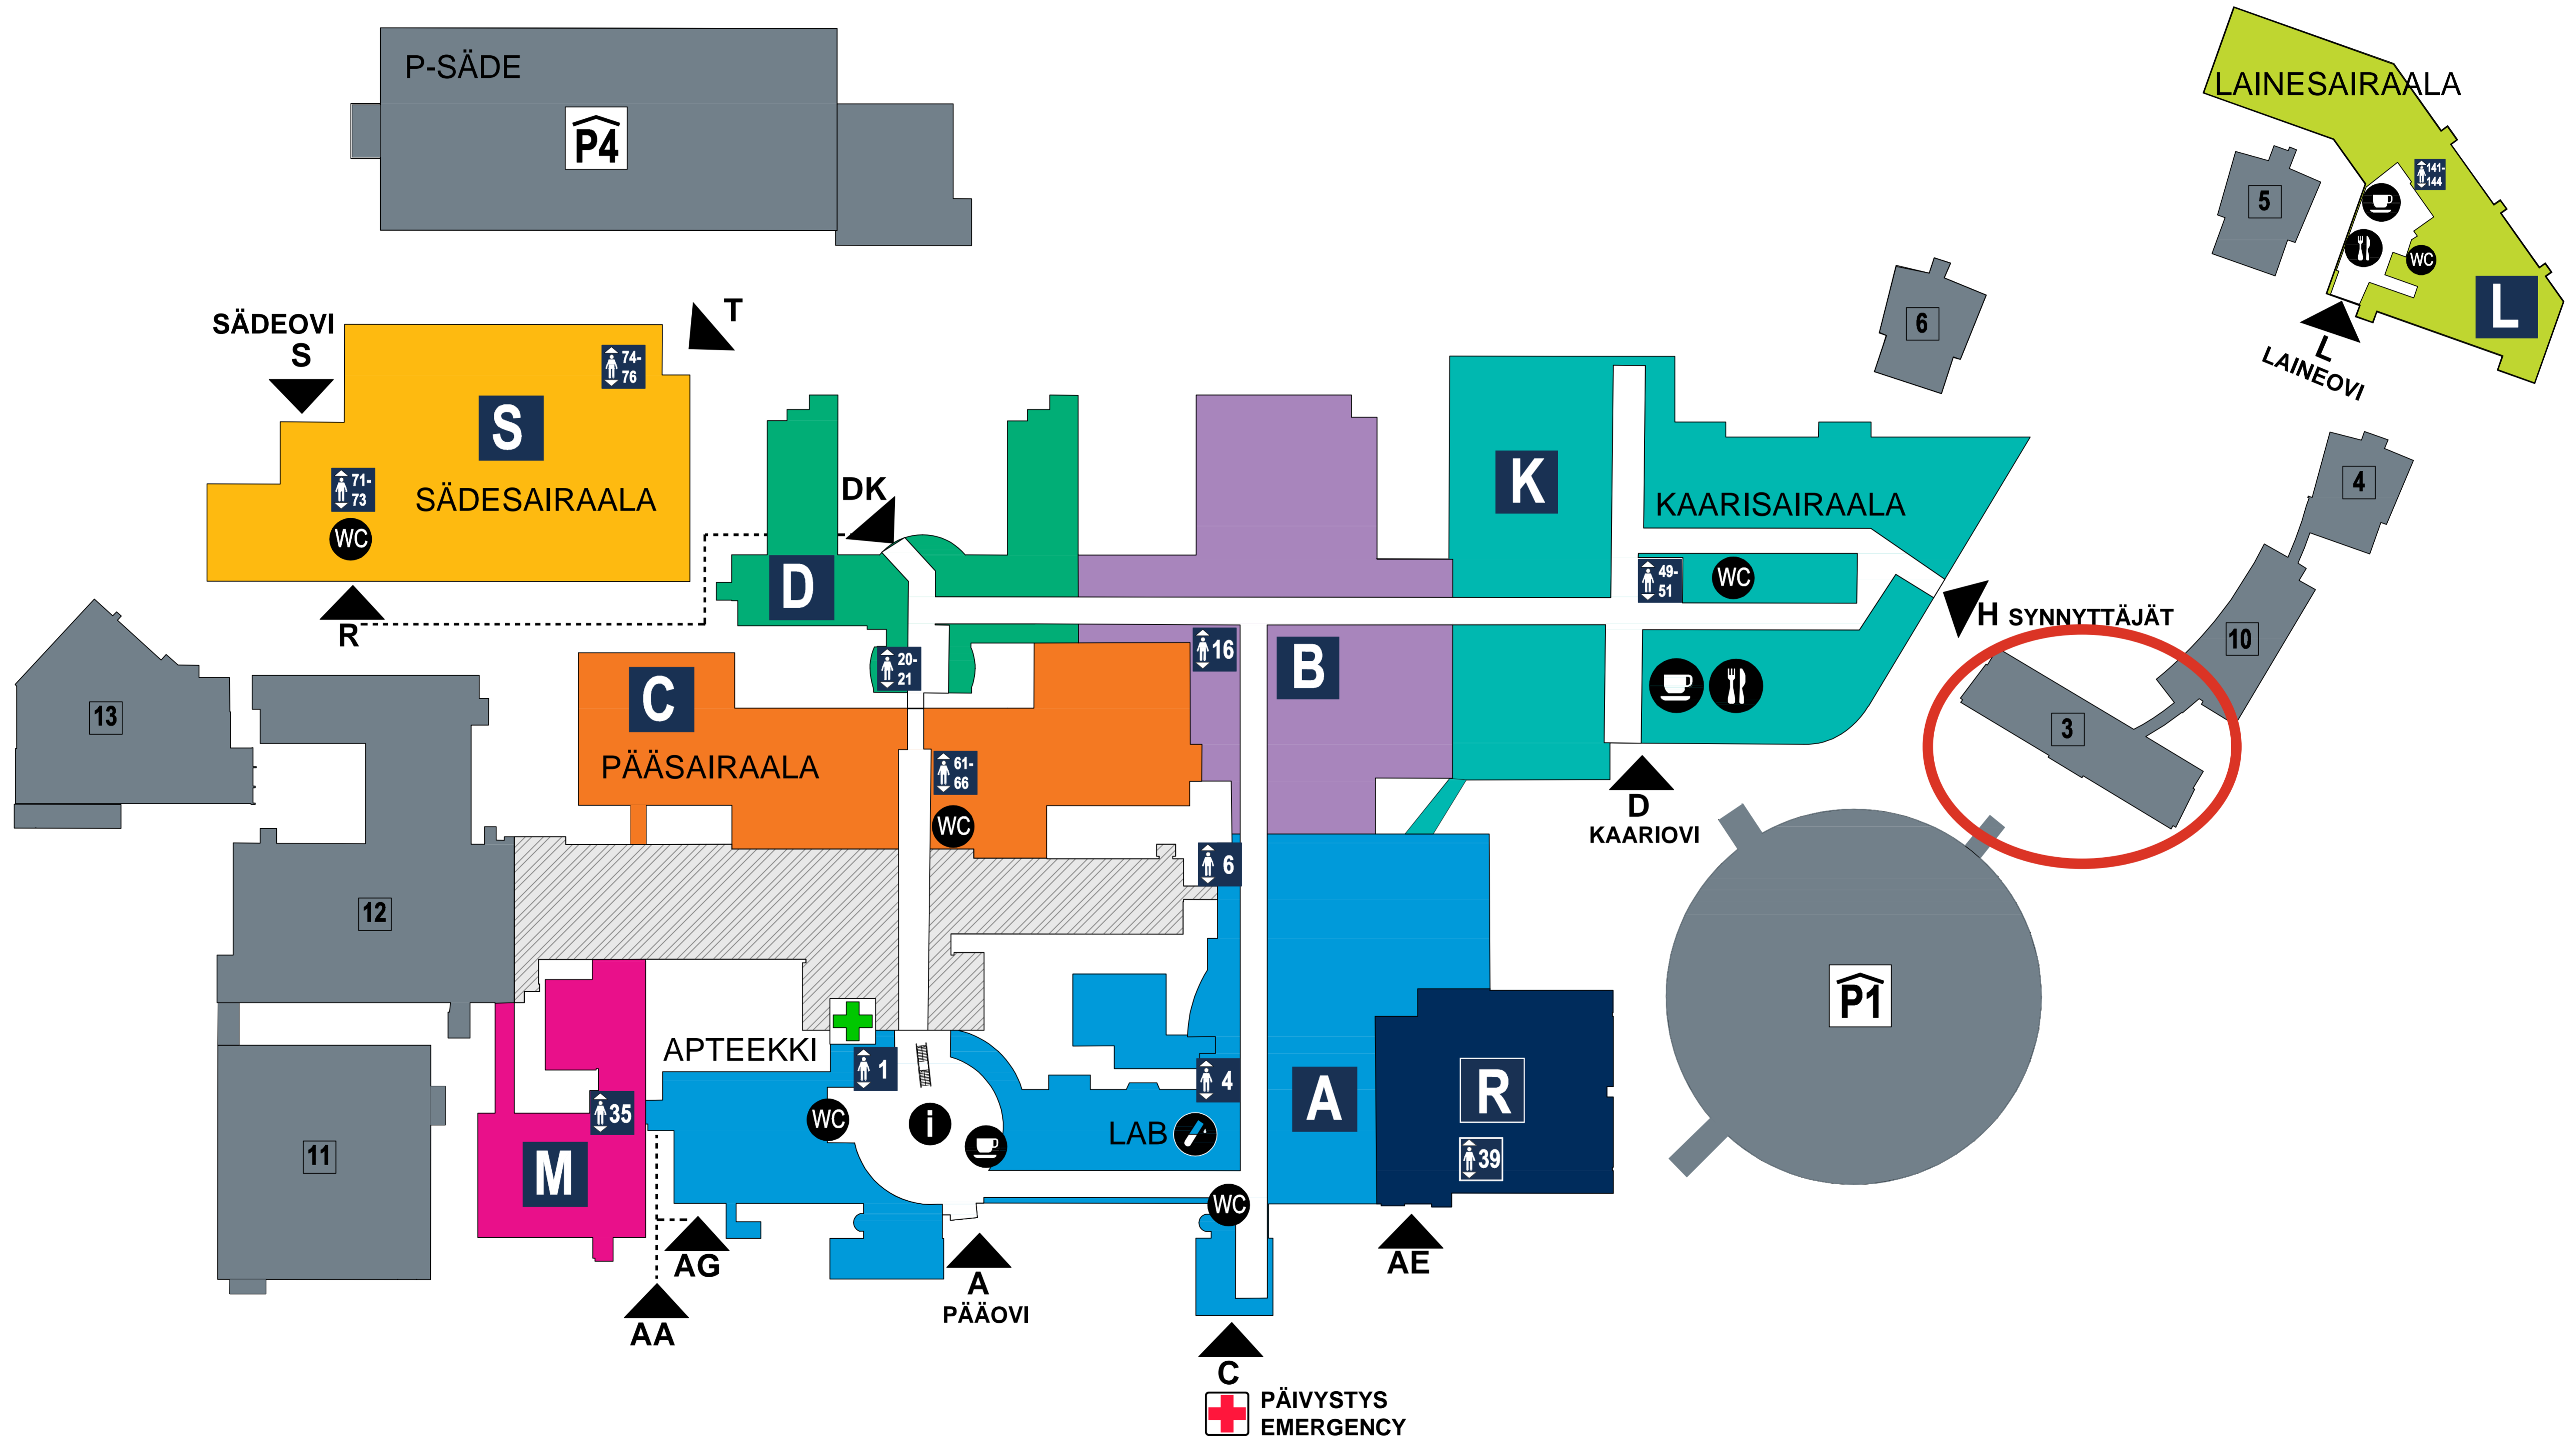 P-SÄDE
P4
LAINESAIRAALA
141-
144
5
WC
L
L
LAINEOVI
6
T
SÄDEOVI
S
74-
76
S
71-
73
SÄDESAIRAALA
WC
R
DK
D
20-
21
K
KAARISAIRAALA
49-
51
WC
H SYNNYTTÄJÄT
4
10
3
16
B
C
PÄÄSAIRAALA
61-
66
WC
13
D
KAARIOVI
6
12
P1
APTEEKKI
1
4
35
WC
i
LAB
A
R
39
11
M
WC
AG
AA
A
PÄÄOVI
AE
C
PÄIVYSTYS
EMERGENCY